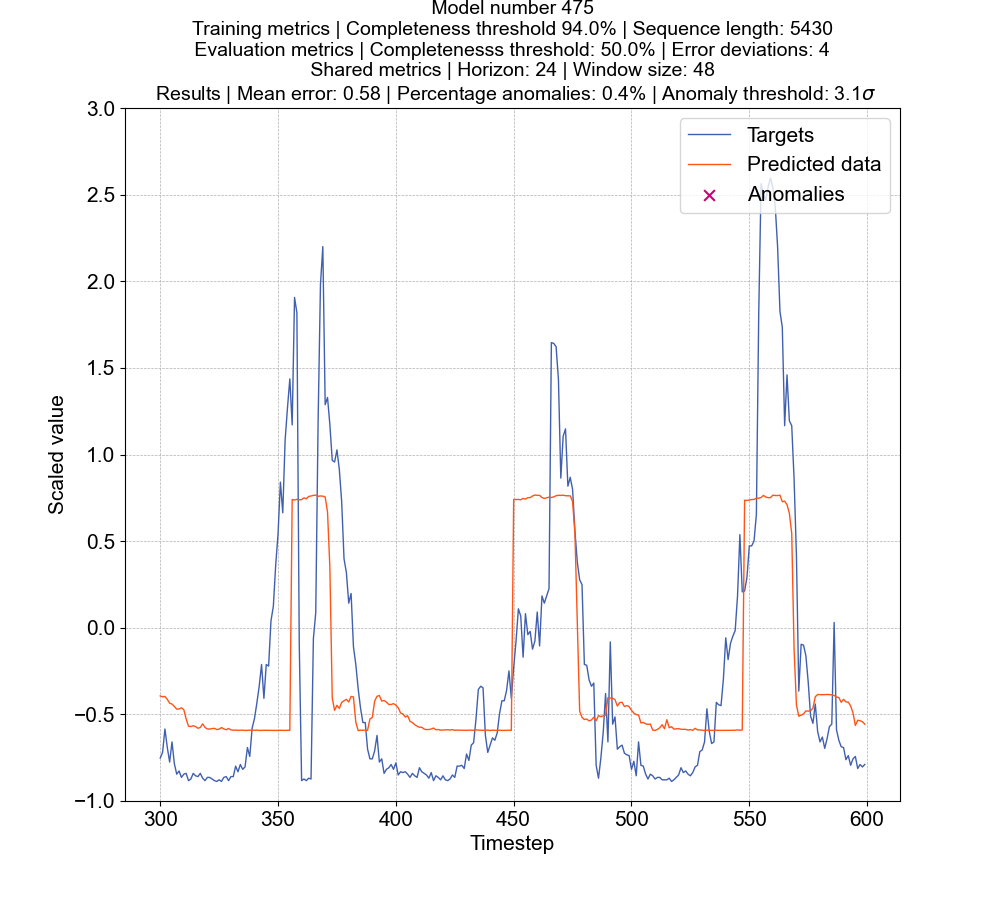 Model number 475
Training metrics | Completeness threshold 94.0% | Sequence length: 5430
Evaluation metrics | Completenesss threshold: 50.0% | Error deviations: 4
Shared metrics | Horizon: 24 | Window size: 48
Results | Mean error: 0.58 | Percentage anomalies: 0.4% | Anomaly threshold: 3.1σ
3.0
2.5
2.0
1.5
1.0
0.5
0.0
−0.5
−1.0
Scaled value
Targets
Predicted data
Anomalies
300 350 400 450 500 550 600
Timestep